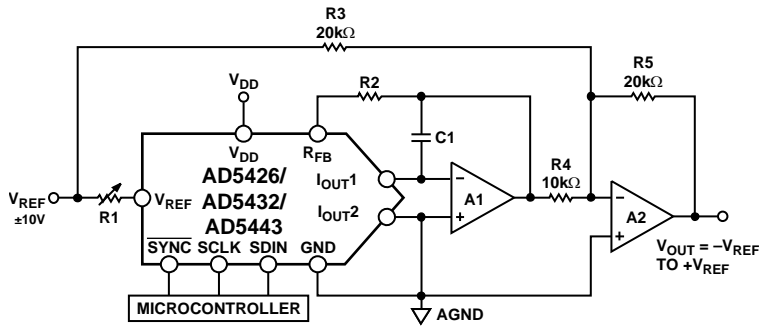 R3
20kΩ
R5
20kΩ
VDD
R2
VDD
RFB
C1
AD5426/
AD5432/
AD5443
IOUT1
IOUT2
R4
10kΩ
A1
A2
VREF
±10V
R1
VREF
SYNC SCLK SDIN GND
VOUT = –VREF
TO +VREF
MICROCONTROLLER
AGND